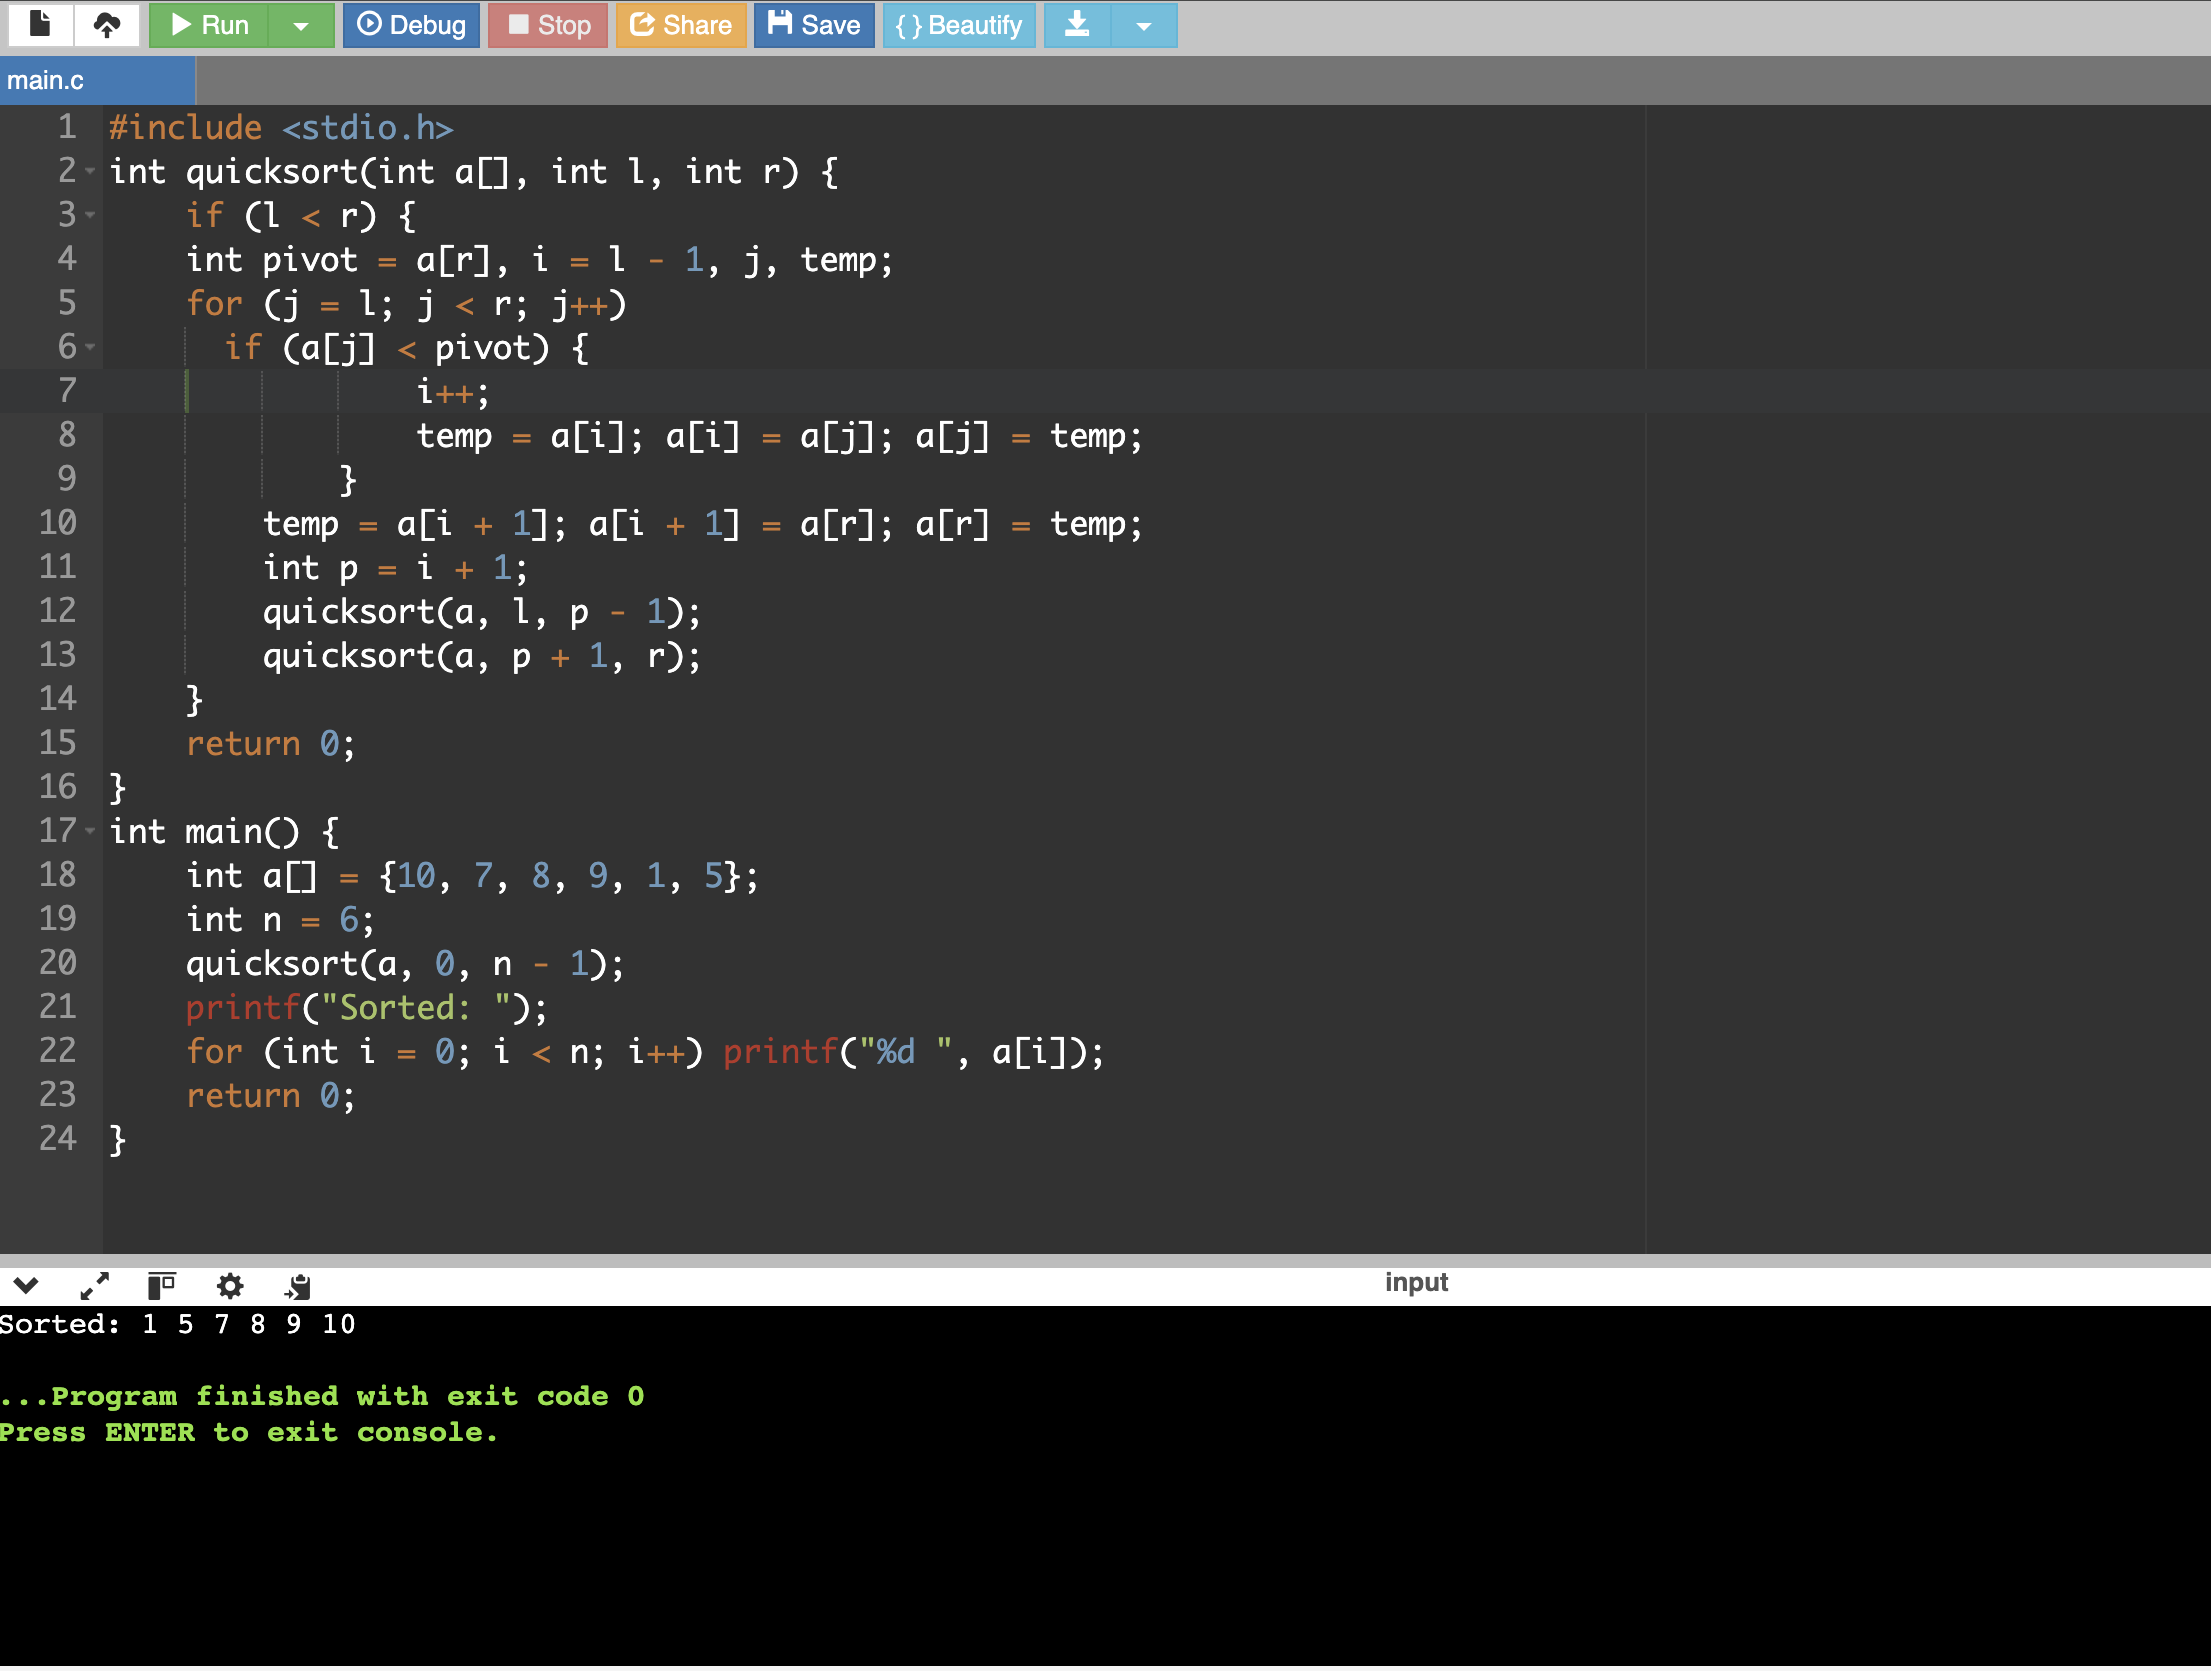 Run Debug Stop Share Save { } Beautify
main.c
1 #include <stdio.h>
2 int quicksort(int a[], int l, int r) {
3     if (l < r) {
4     int pivot = a[r], i = l - 1, j, temp;
5     for (j = l; j < r; j++)
6       if (a[j] < pivot) {
7                 i++;
8                 temp = a[i]; a[i] = a[j]; a[j] = temp;
9             }
10         temp = a[i + 1]; a[i + 1] = a[r]; a[r] = temp;
11         int p = i + 1;
12         quicksort(a, l, p - 1);
13         quicksort(a, p + 1, r);
14     }
15     return 0;
16 }
17 int main() {
18     int a[] = {10, 7, 8, 9, 1, 5};
19     int n = 6;
20     quicksort(a, 0, n - 1);
21     printf("Sorted: ");
22     for (int i = 0; i < n; i++) printf("%d ", a[i]);
23     return 0;
24 }
input
Sorted: 1 5 7 8 9 10
...Program finished with exit code 0
Press ENTER to exit console.